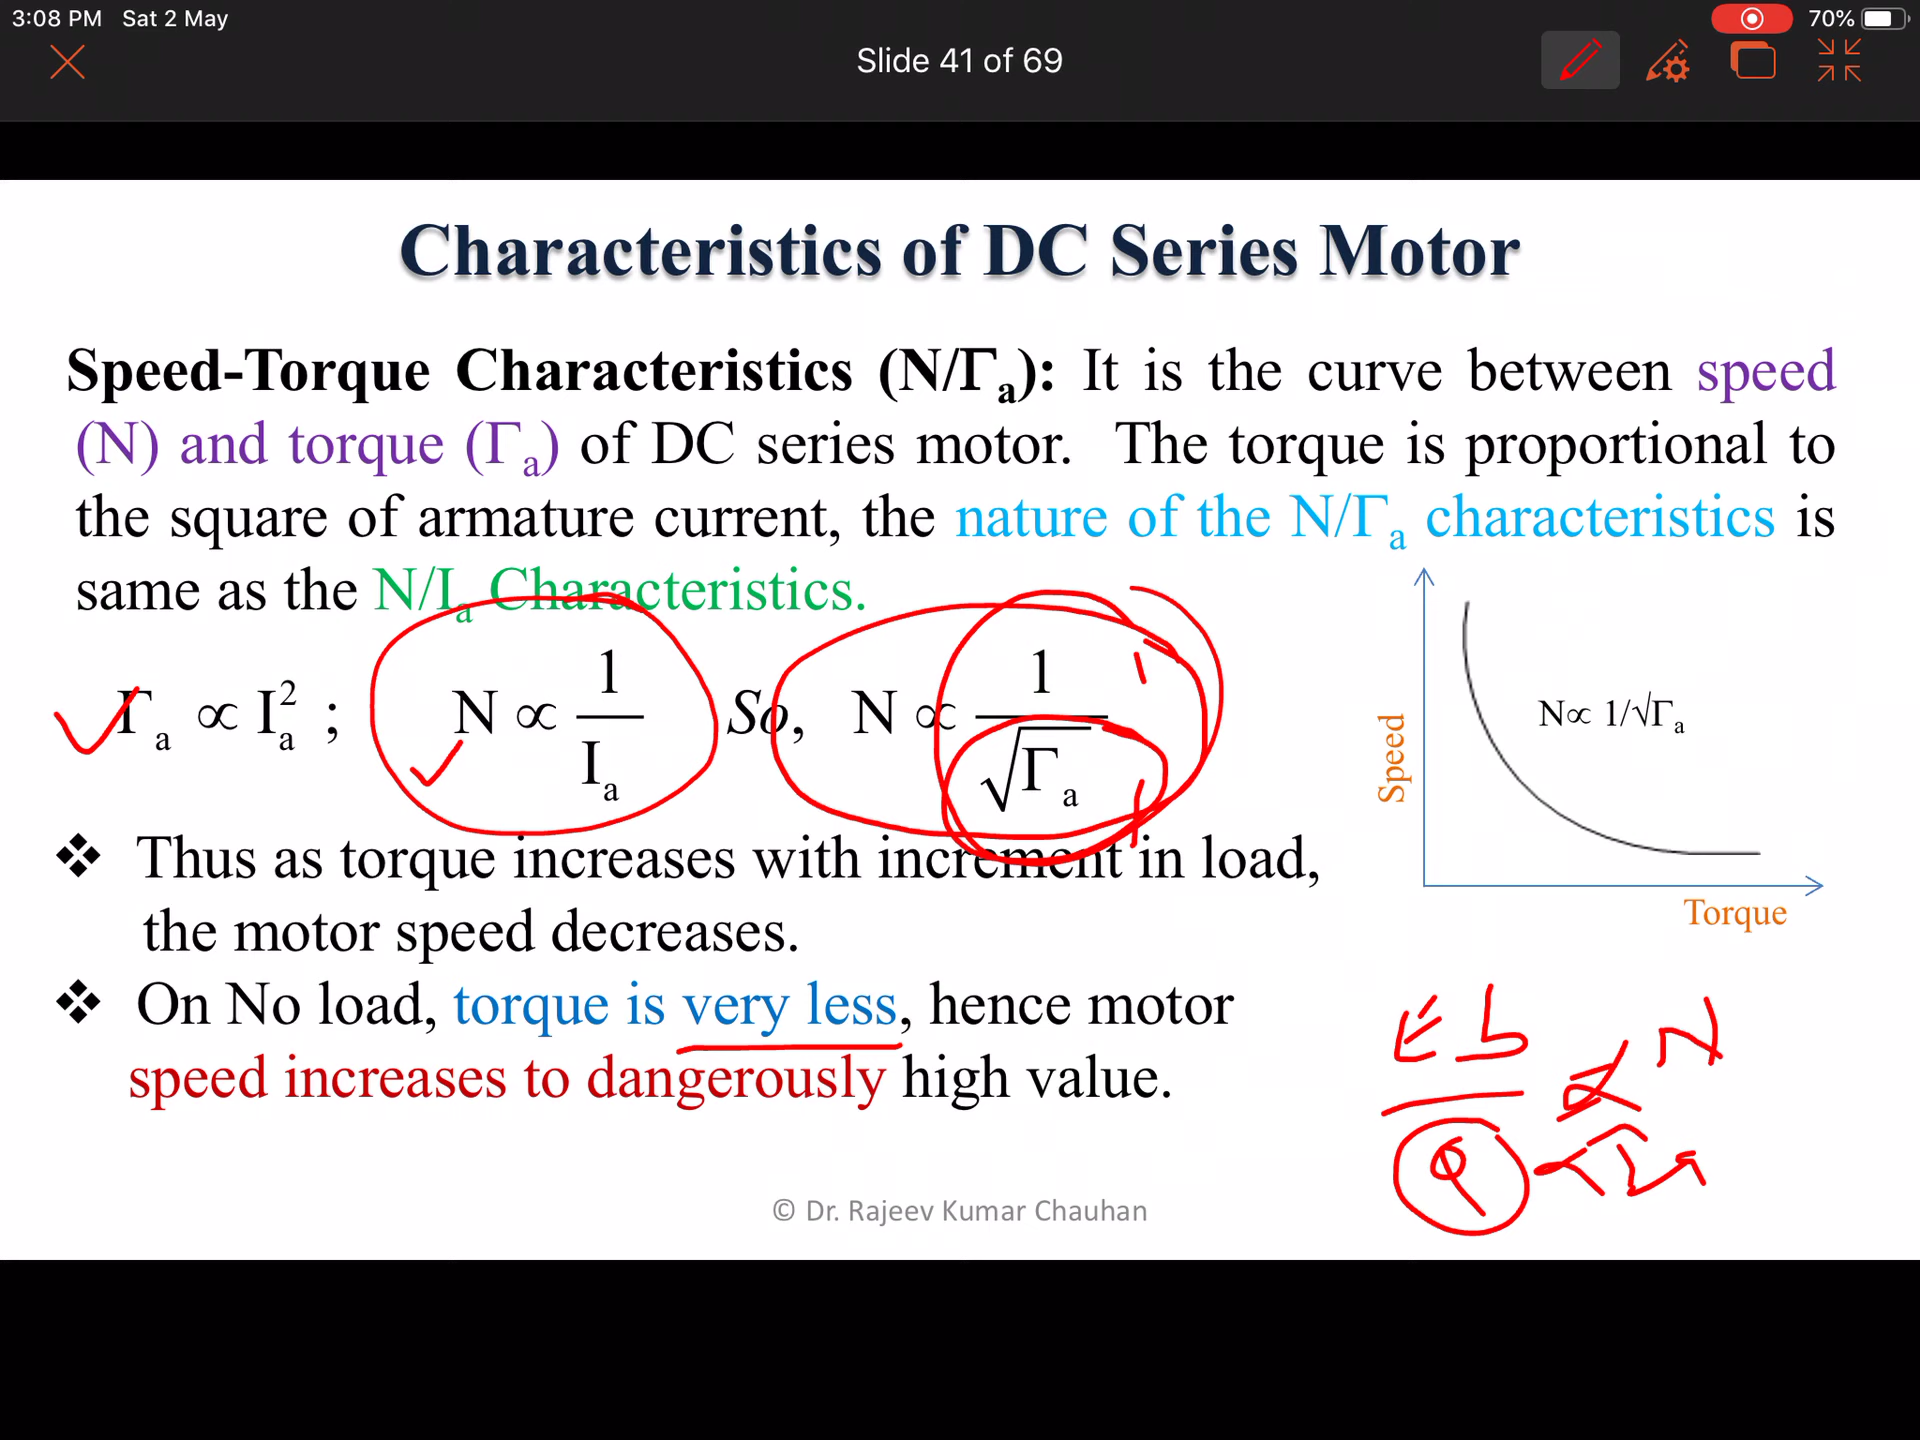 3:08 PM Sat 2 May
70%
Slide 41 of 69
Characteristics of DC Series Motor
Speed-Torque Characteristics (N/Γa): It is the curve between speed
(N) and torque (Γa) of DC series motor. The torque is proportional to
the square of armature current, the nature of the N/Γa characteristics is
same as the N/Ia Characteristics.
Γa ∝ Ia² ; N ∝ 1/Ia So, N ∝ 1/√Γa
Speed
N∝ 1/√Γa
Torque
❖ Thus as torque increases with increment in load,
the motor speed decreases.
❖ On No load, torque is very less, hence motor
speed increases to dangerously high value.
Eb/φ ∝ N
© Dr. Rajeev Kumar Chauhan